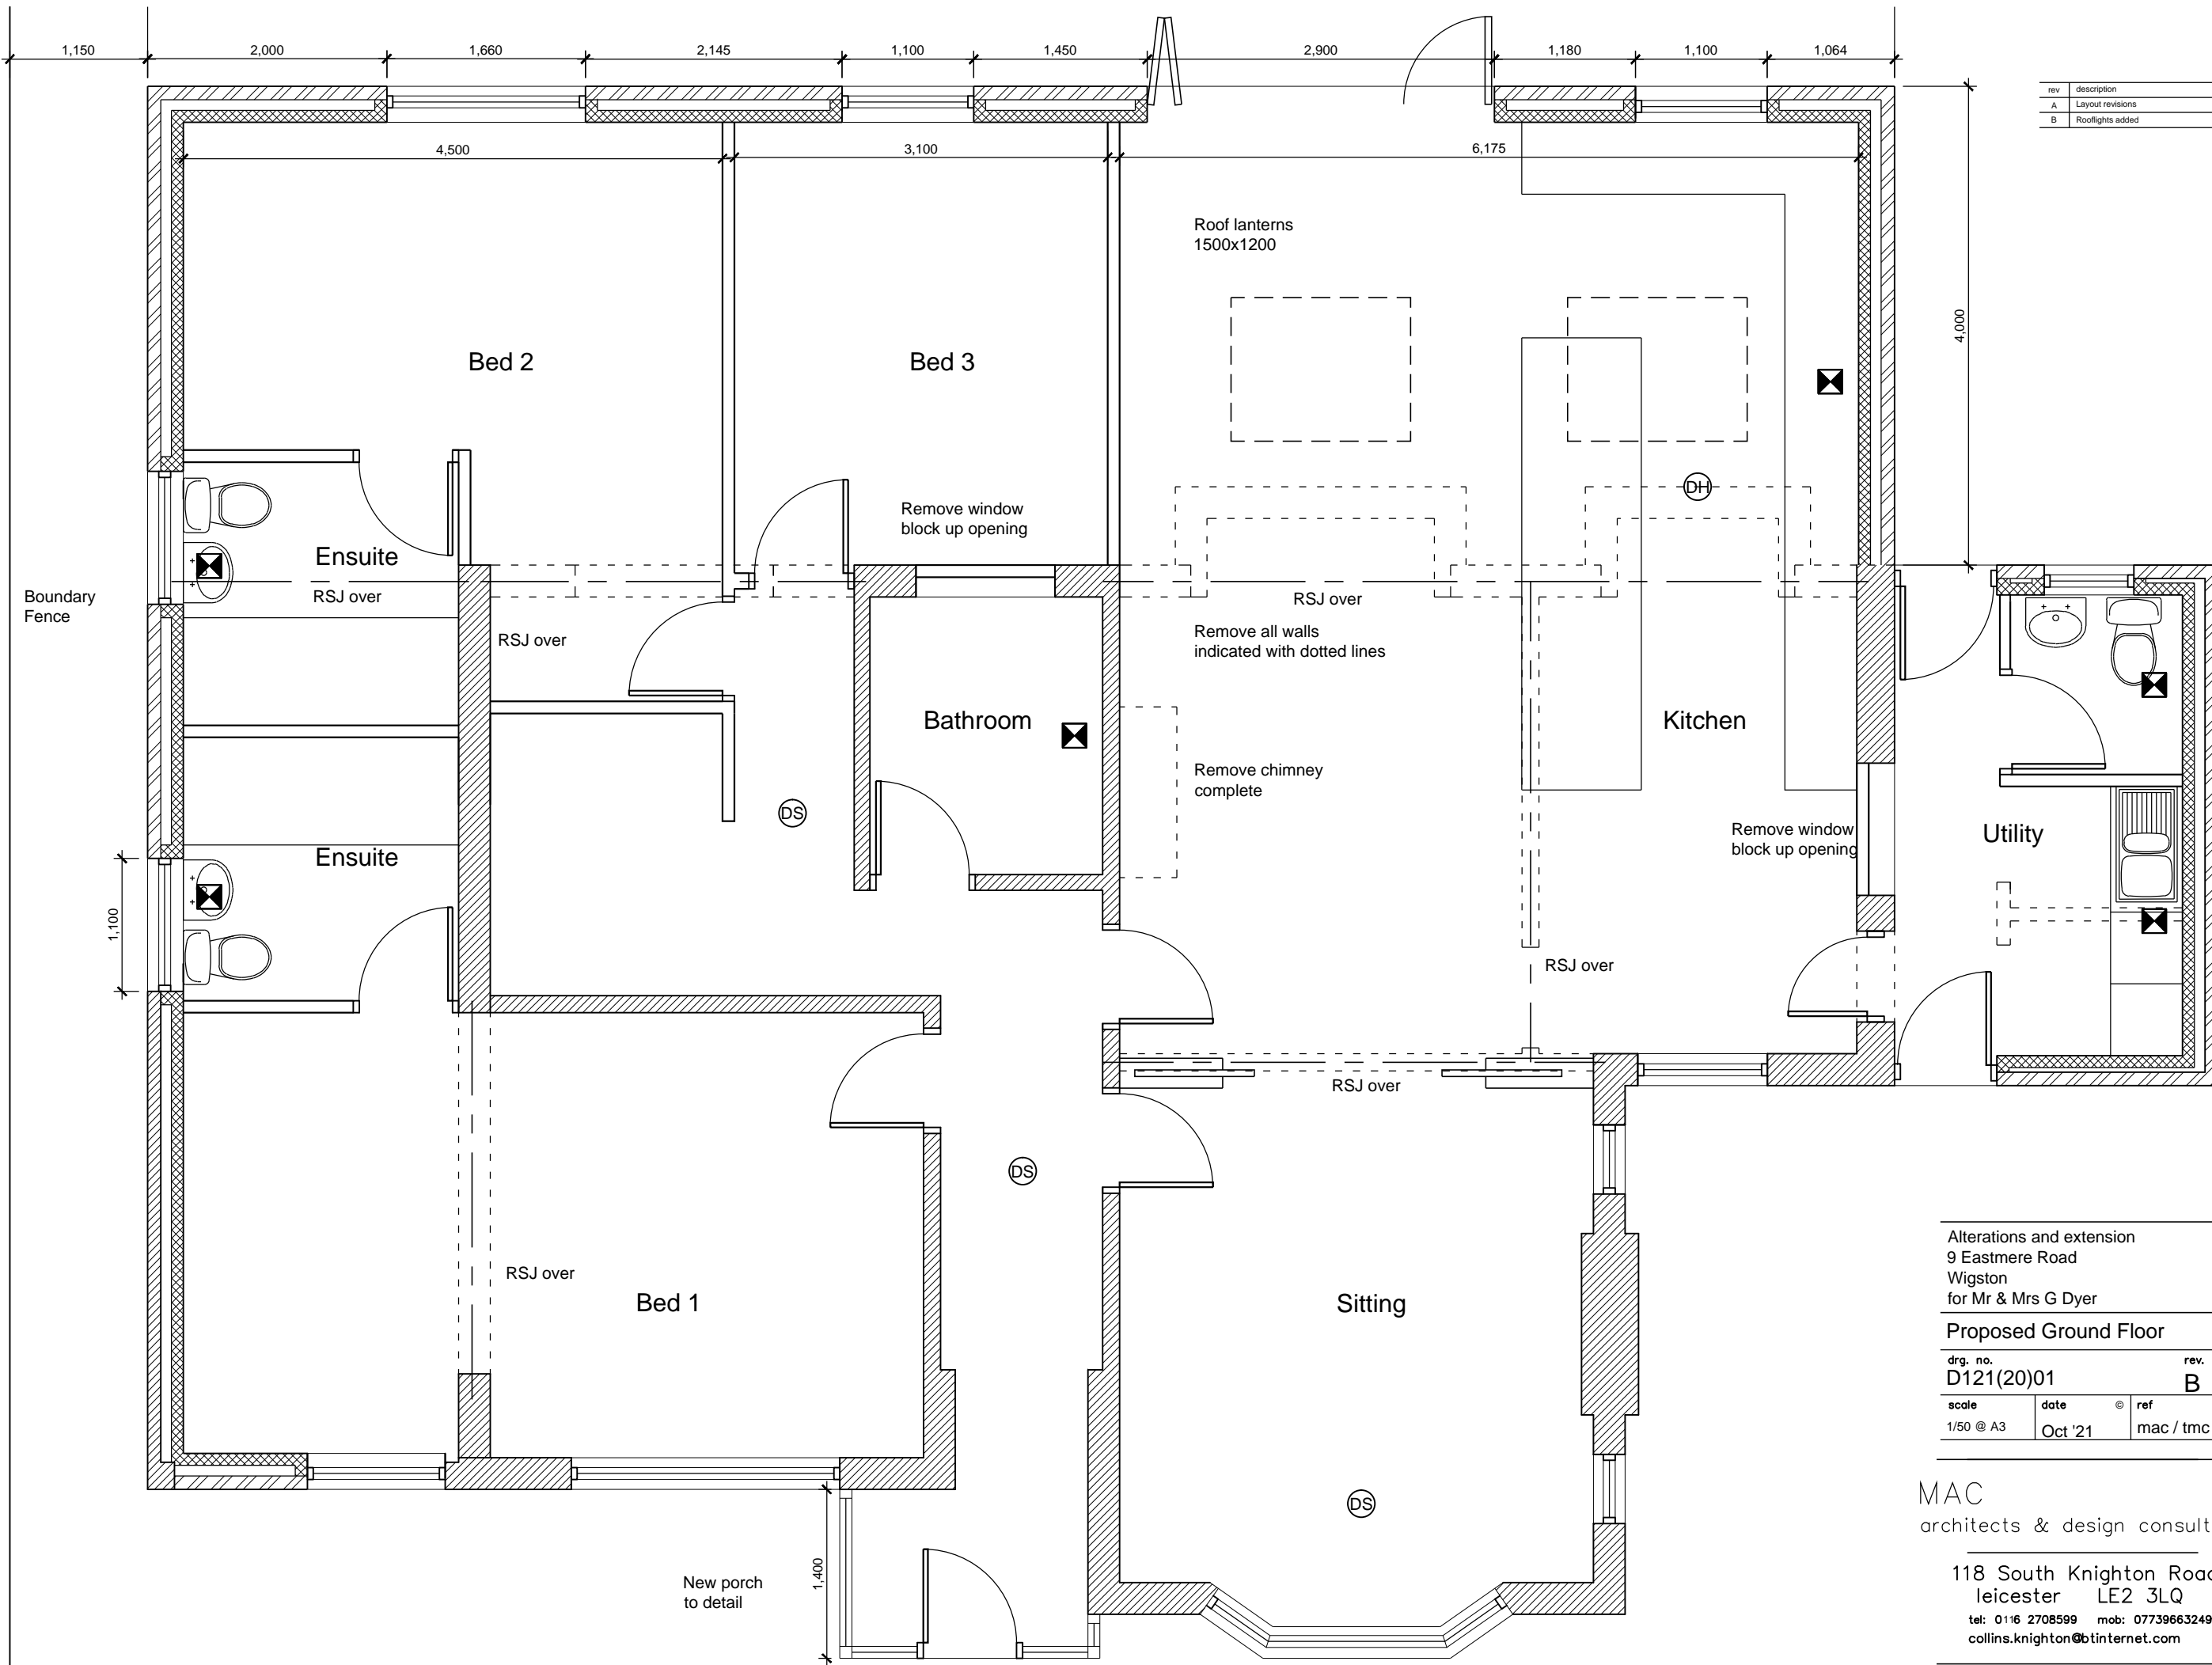 1,150
2,000
1,660
2,145
1,100
1,450
2,900
1,180
1,100
1,064
rev description
A Layout revisions
B Rooflights added
4,500
3,100
6,175
Roof lanterns
1500x1200
4,000
Bed 2
Bed 3
DH
Remove window
block up opening
Ensuite
RSJ over
Boundary
Fence
RSJ over
RSJ over
Remove all walls
indicated with dotted lines
Bathroom
Kitchen
Remove chimney
complete
DS
Remove window
block up opening
Utility
Ensuite
1,100
RSJ over
RSJ over
DS
RSJ over
Bed 1
Sitting
DS
New porch
to detail
1,400
Alterations and extension
9 Eastmere Road
Wigston
for Mr & Mrs G Dyer
Proposed Ground Floor
drg. no. rev.
D121(20)01 B
scale date © ref
1/50 @ A3 Oct '21 mac / tmc
MAC
architects & design consult
118 South Knighton Road
leicester LE2 3LQ
tel: 0116 2708599 mob: 07739663249
collins.knighton@btinternet.com